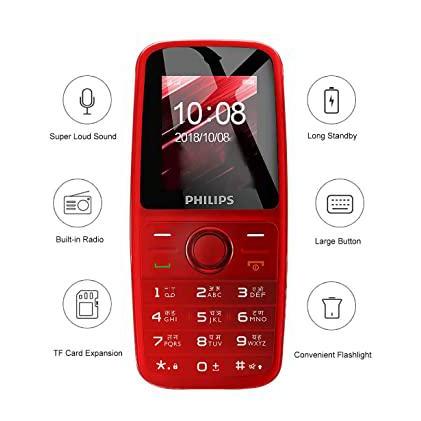 10:08
2018/10/08
Super Loud Sound
Long Standby
PHILIPS
Built-in Radio
Large Button
1
2 ABC
3 DEF
4 GHI
5 JKL
6 MNO
TF Card Expansion
Convenient Flashlight
7 PQRS
8 TUV
9 WXYZ
* 0 + #